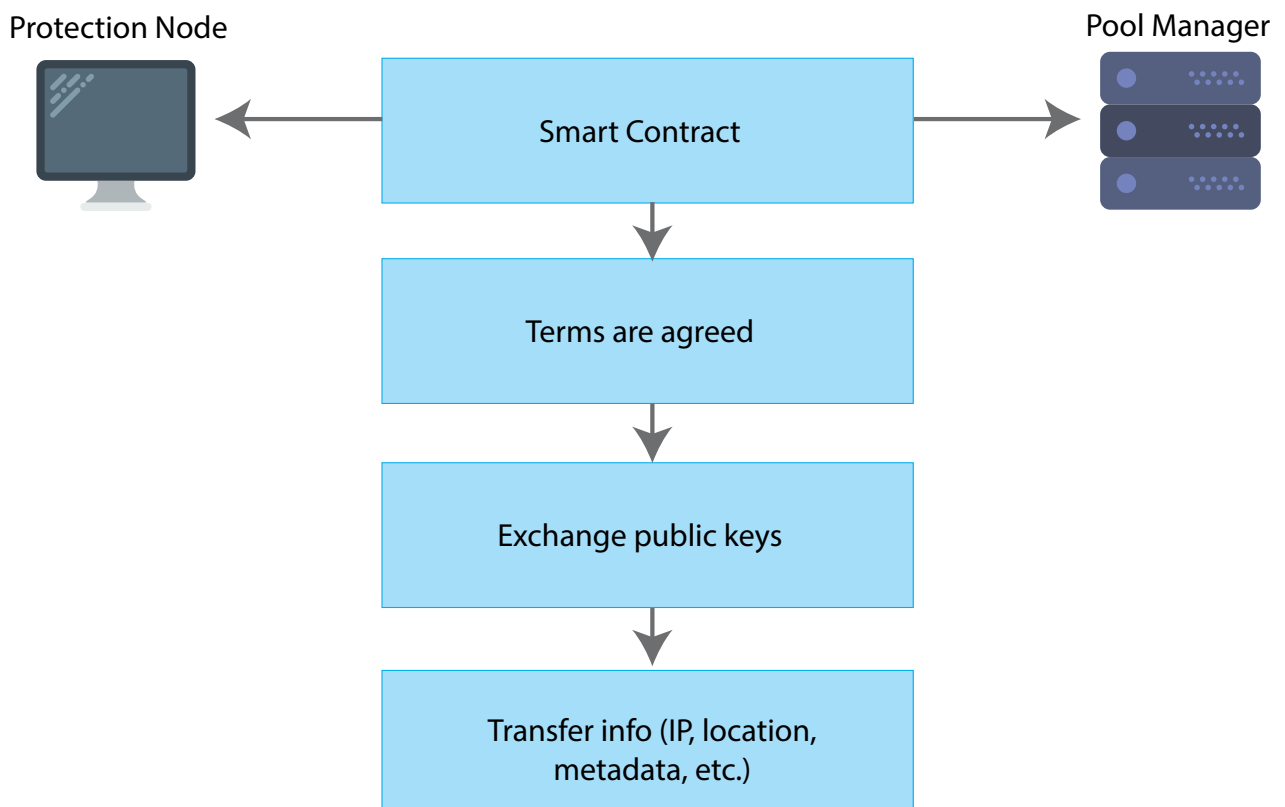 Protection Node
Pool Manager
Smart Contract
Terms are agreed
Exchange public keys
Transfer info (IP, location,
metadata, etc.)